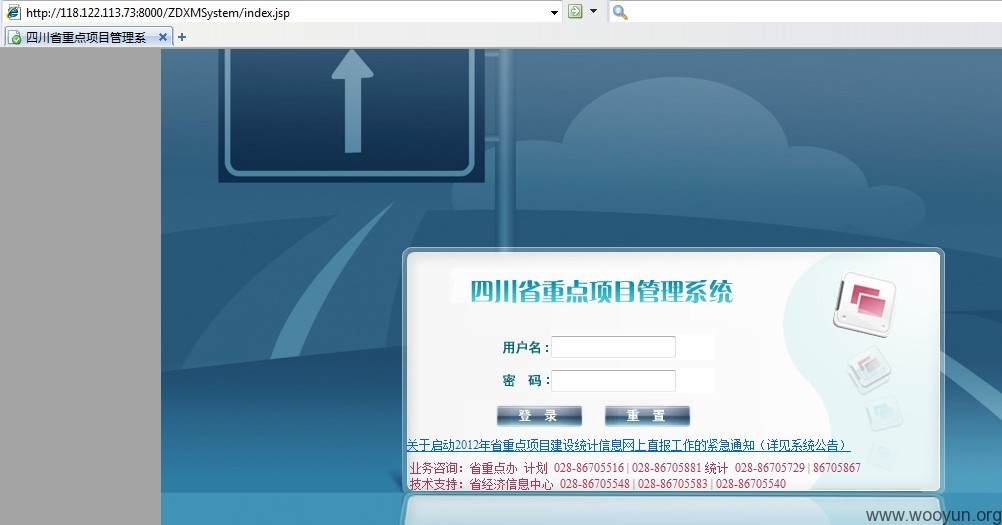 http://118.122.113.73:8000/ZDXMSystem/index.jsp
四川省重点项目管理系
四川省重点项目管理系统
用户名：
密 码：
登 录 重 置
关于启动2012年省重点项目建设统计信息网上直报工作的紧急通知（详见系统公告）
业务咨询：省重点办 计划 028-86705516 | 028-86705881 统计 028-86705729 | 86705867
技术支持：省经济信息中心 028-86705548 | 028-86705583 | 028-86705540
www.wooyun.org